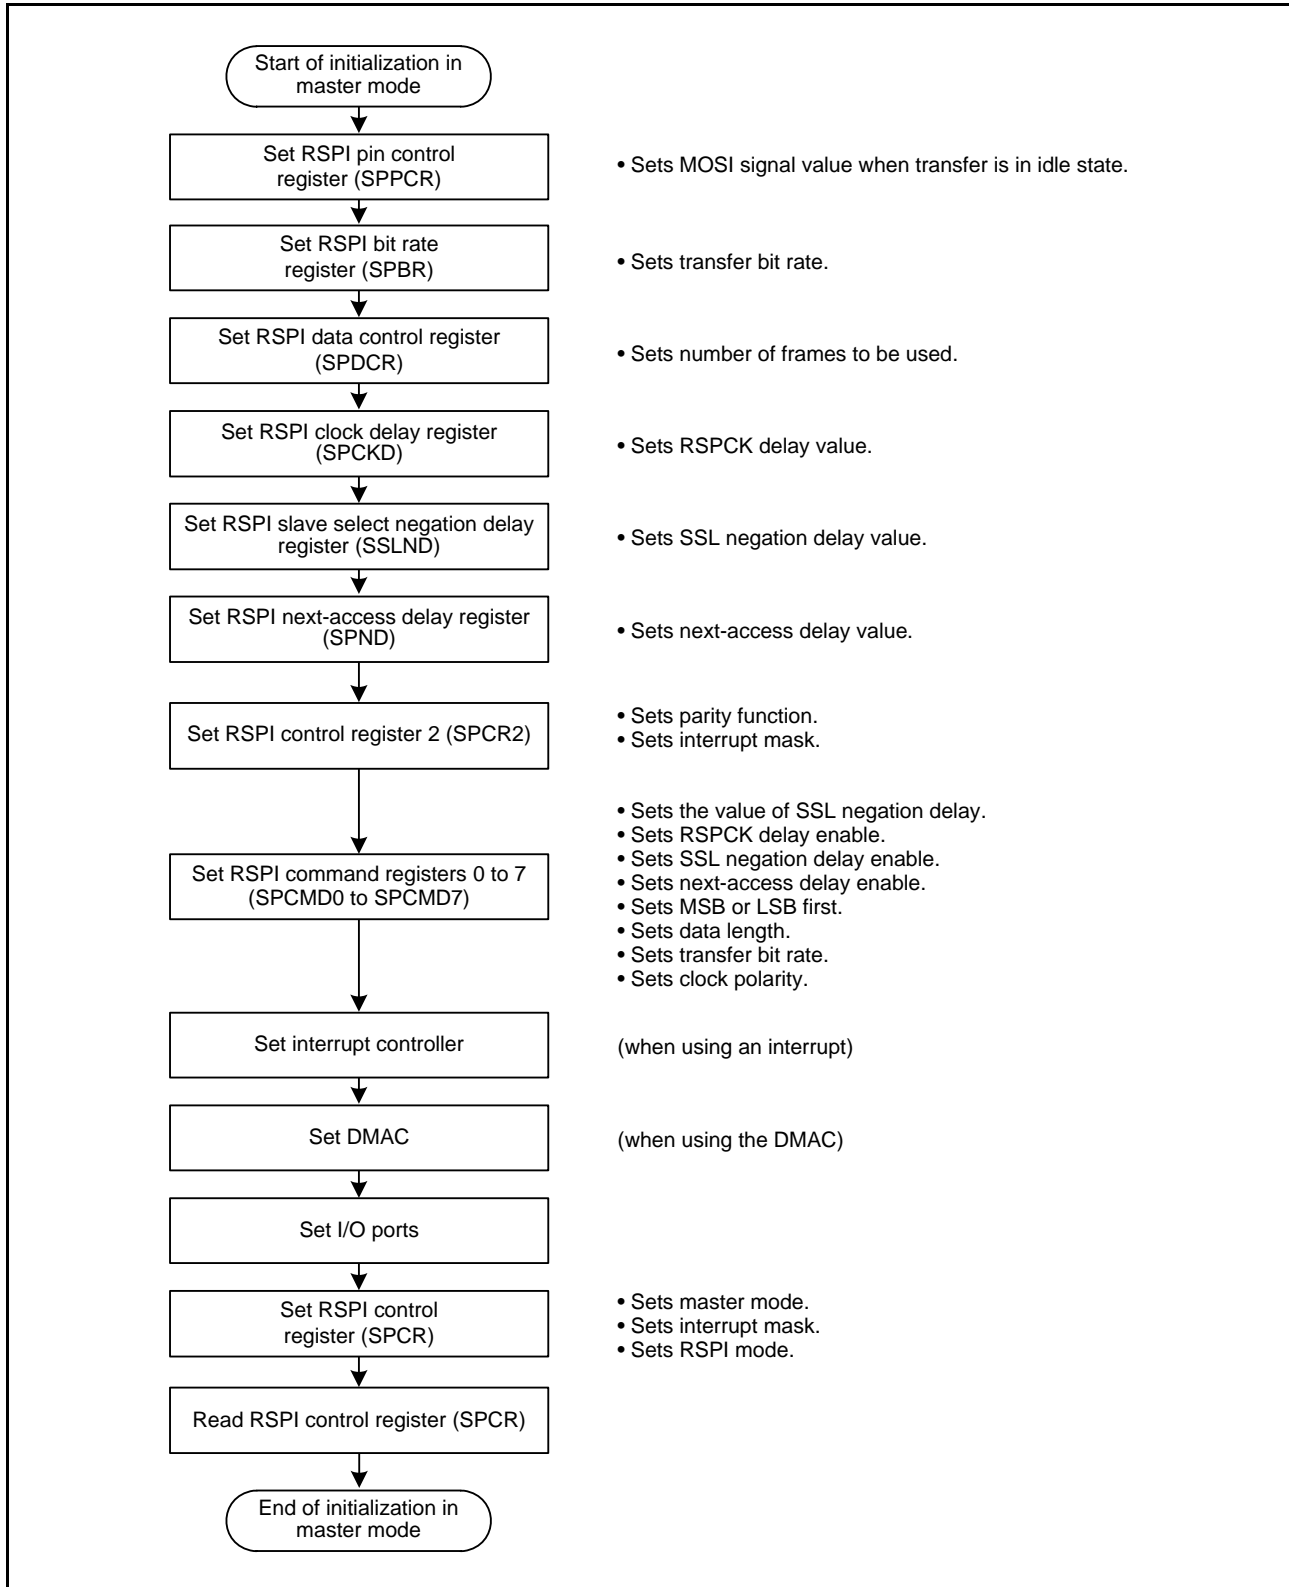 Start of initialization in
master mode
Set RSPI pin control
register (SPPCR)
• Sets MOSI signal value when transfer is in idle state.
Set RSPI bit rate
register (SPBR)
• Sets transfer bit rate.
Set RSPI data control register
(SPDCR)
• Sets number of frames to be used.
Set RSPI clock delay register
(SPCKD)
• Sets RSPCK delay value.
Set RSPI slave select negation delay
register (SSLND)
• Sets SSL negation delay value.
Set RSPI next-access delay register
(SPND)
• Sets next-access delay value.
Set RSPI control register 2 (SPCR2)
• Sets parity function.
• Sets interrupt mask.
Set RSPI command registers 0 to 7
(SPCMD0 to SPCMD7)
• Sets the value of SSL negation delay.
• Sets RSPCK delay enable.
• Sets SSL negation delay enable.
• Sets next-access delay enable.
• Sets MSB or LSB first.
• Sets data length.
• Sets transfer bit rate.
• Sets clock polarity.
Set interrupt controller
(when using an interrupt)
Set DMAC
(when using the DMAC)
Set I/O ports
Set RSPI control
register (SPCR)
• Sets master mode.
• Sets interrupt mask.
• Sets RSPI mode.
Read RSPI control register (SPCR)
End of initialization in
master mode